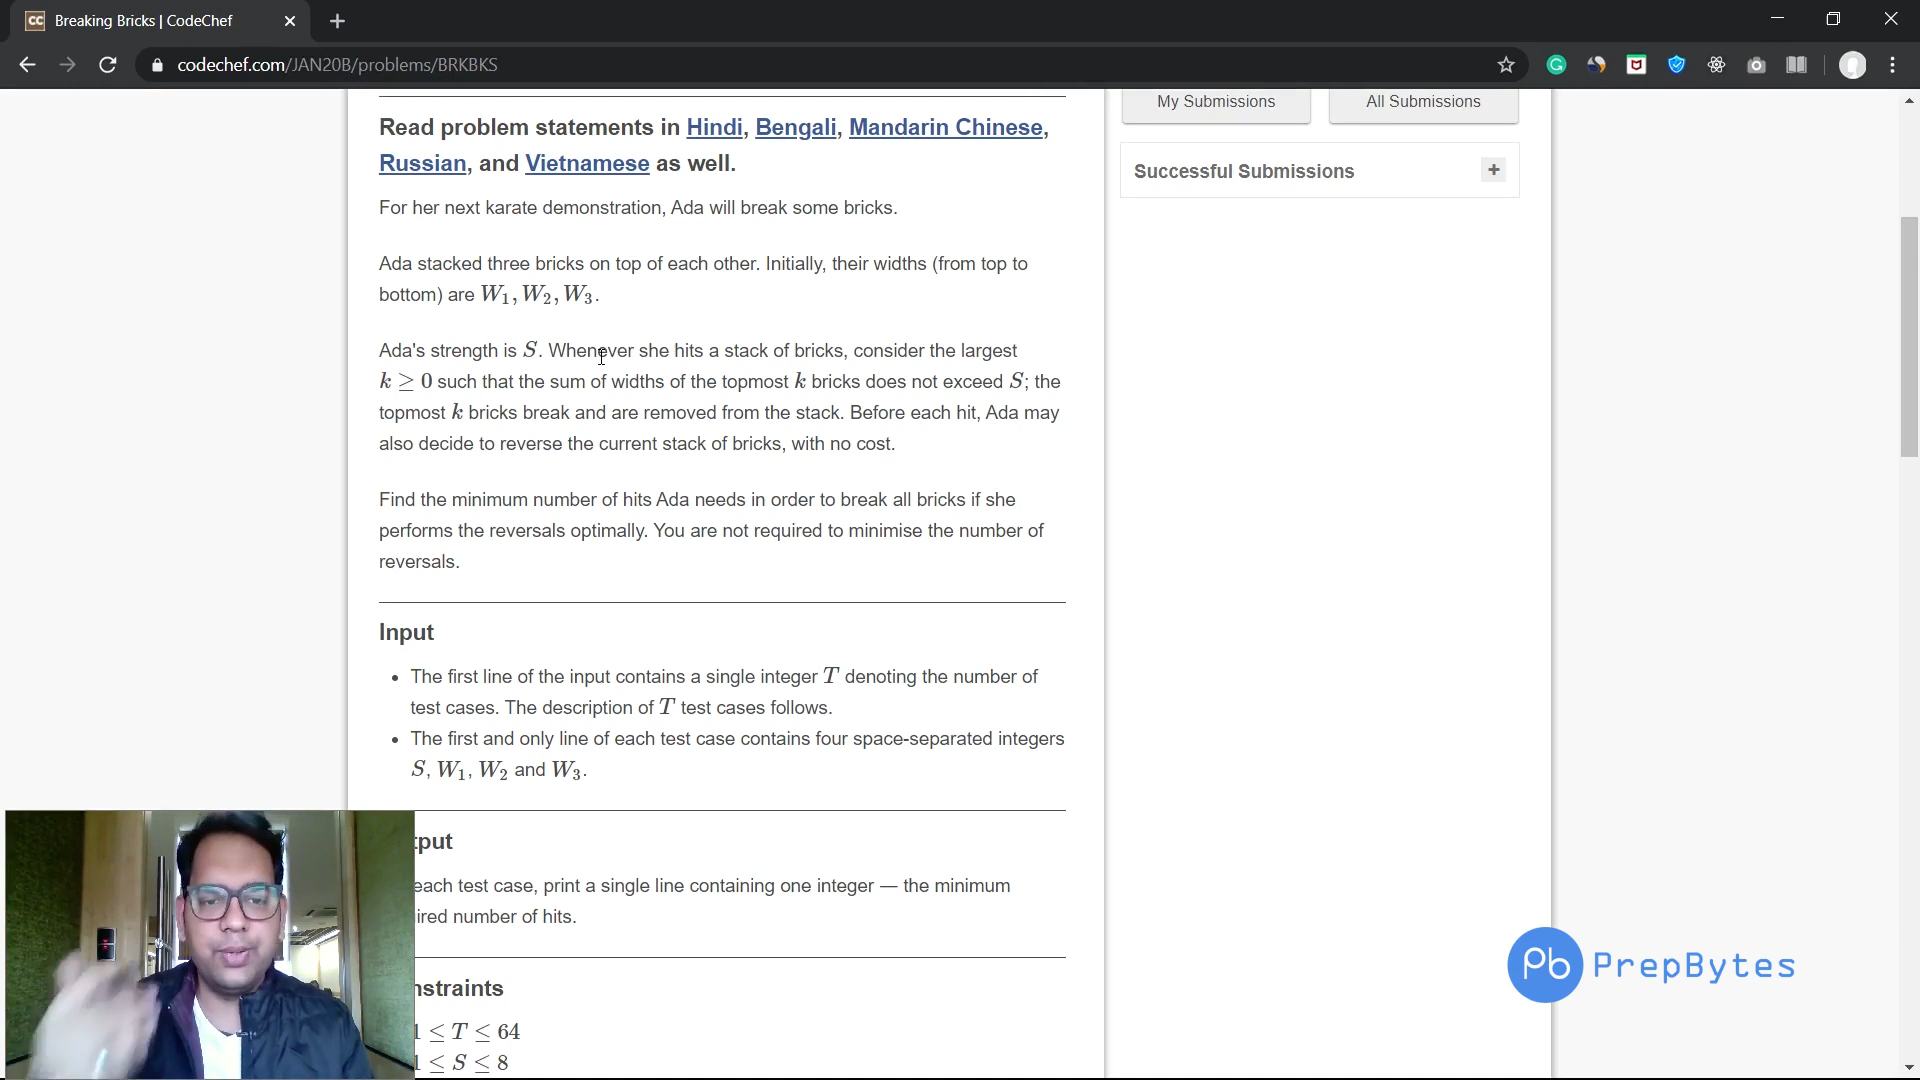 CC Breaking Bricks | CodeChef
codechef.com/JAN20B/problems/BRKBKS
My Submissions
All Submissions
Successful Submissions
Read problem statements in Hindi, Bengali, Mandarin Chinese,
Russian, and Vietnamese as well.
For her next karate demonstration, Ada will break some bricks.
Ada stacked three bricks on top of each other. Initially, their widths (from top to
bottom) are W₁, W₂, W₃.
Ada's strength is S. Whenever she hits a stack of bricks, consider the largest
k ≥ 0 such that the sum of widths of the topmost k bricks does not exceed S; the
topmost k bricks break and are removed from the stack. Before each hit, Ada may
also decide to reverse the current stack of bricks, with no cost.
Find the minimum number of hits Ada needs in order to break all bricks if she
performs the reversals optimally. You are not required to minimise the number of
reversals.
Input
• The first line of the input contains a single integer T denoting the number of
test cases. The description of T test cases follows.
• The first and only line of each test case contains four space-separated integers
S, W₁, W₂ and W₃.
tput
each test case, print a single line containing one integer — the minimum
ired number of hits.
nstraints
1 ≤ T ≤ 64
1 ≤ S ≤ 8
Pb PrepBytes